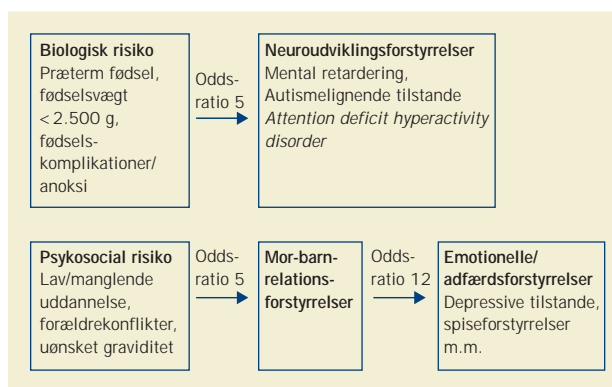 Biologisk risiko
Præterm fødsel,
fødselsvægt
< 2.500 g,
fødsels-
komplikationer/
anoksi
Odds-
ratio 5
Neuroudviklingsforstyrrelser
Mental retardering,
Autismelignende tilstande
Attention deficit hyperactivity
disorder
Psykosocial risiko
Lav/manglende
uddannelse,
forældrekonflikter,
uønsket graviditet
Odds-
ratio 5
Mor-barn-
relations-
forstyrrelser
Odds-
ratio 12
Emotionelle/
adfærdsforstyrrelser
Depressive tilstande,
spiseforstyrrelser
m.m.